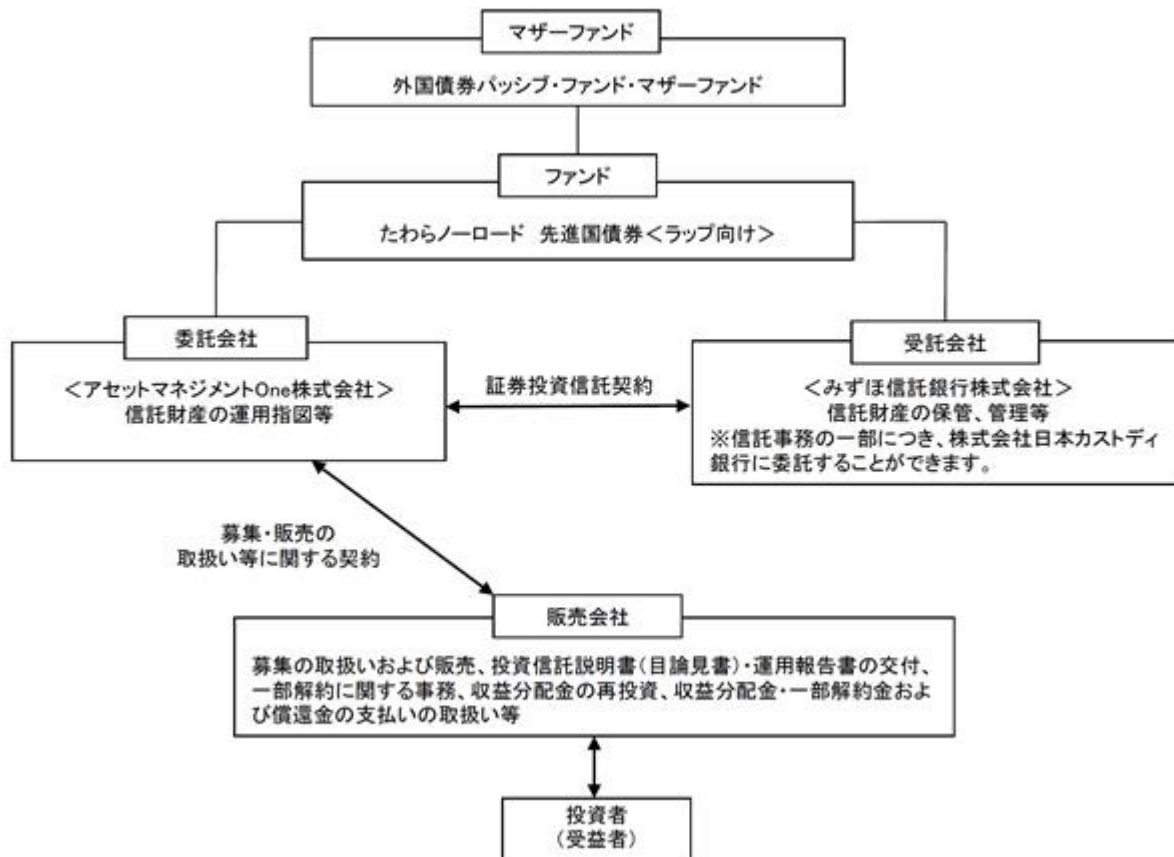 マザーファンド
外国債券パッシブ・ファンド・マザーファンド
ファンド
たわらノーロード 先進国債券<ラップ向け>
委託会社
<アセットマネジメントOne株式会社>
信託財産の運用指図等
証券投資信託契約
受託会社
<みずほ信託銀行株式会社>
信託財産の保管、管理等
※信託事務の一部につき、株式会社日本カストディ
銀行に委託することができます。
募集・販売の
取扱い等に関する契約
販売会社
募集の取扱いおよび販売、投資信託説明書(目論見書)・運用報告書の交付、
一部解約に関する事務、収益分配金の再投資、収益分配金・一部解約金およ
び償還金の支払いの取扱い等
投資者
(受益者)